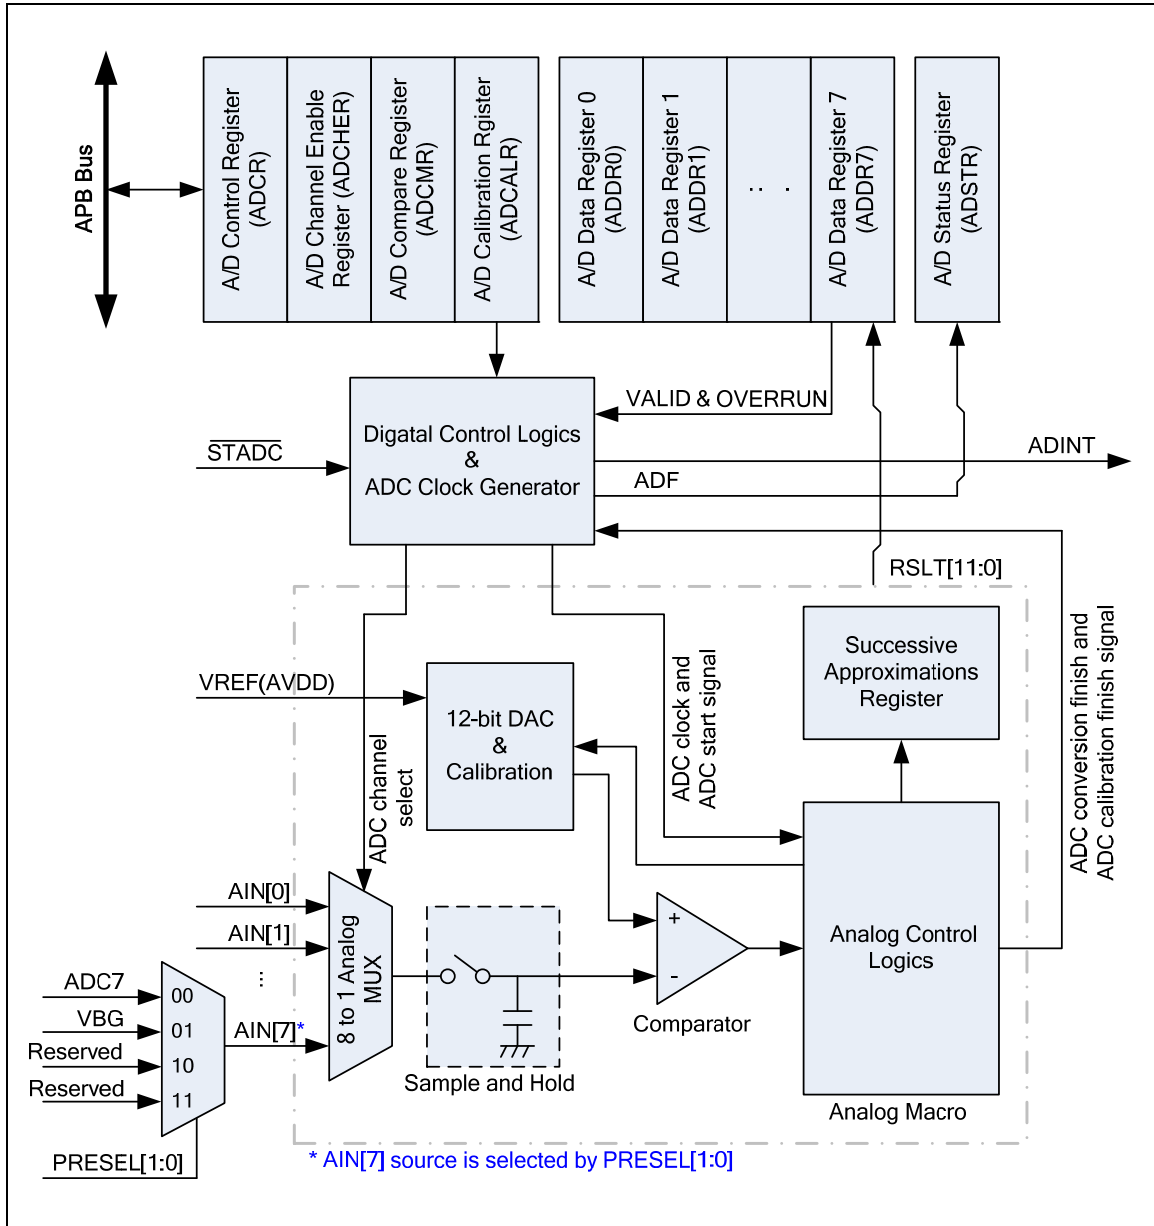 APB Bus
A/D Control Register
(ADCR)
A/D Channel Enable
Register (ADCHER)
A/D Compare Register
(ADCMR)
A/D Calibration Rgister
(ADCALR)
A/D Data Register 0
(ADDR0)
A/D Data Register 1
(ADDR1)
.. .
A/D Data Register 7
(ADDR7)
A/D Status Register
(ADSTR)
VALID & OVERRUN
STADC
Digatal Control Logics
&
ADC Clock Generator
ADINT
ADF
RSLT[11:0]
VREF(AVDD)
12-bit DAC
&
Calibration
ADC channel
select
ADC clock and
ADC start signal
Successive
Approximations
Register
ADC conversion finish and
ADC calibration finish signal
AIN[0]
AIN[1]
...
AIN[7]*
8 to 1 Analog
MUX
+
-
Comparator
Analog Control
Logics
ADC7
00
VBG
01
Reserved
10
Reserved
11
PRESEL[1:0]
Sample and Hold
Analog Macro
* AIN[7] source is selected by PRESEL[1:0]